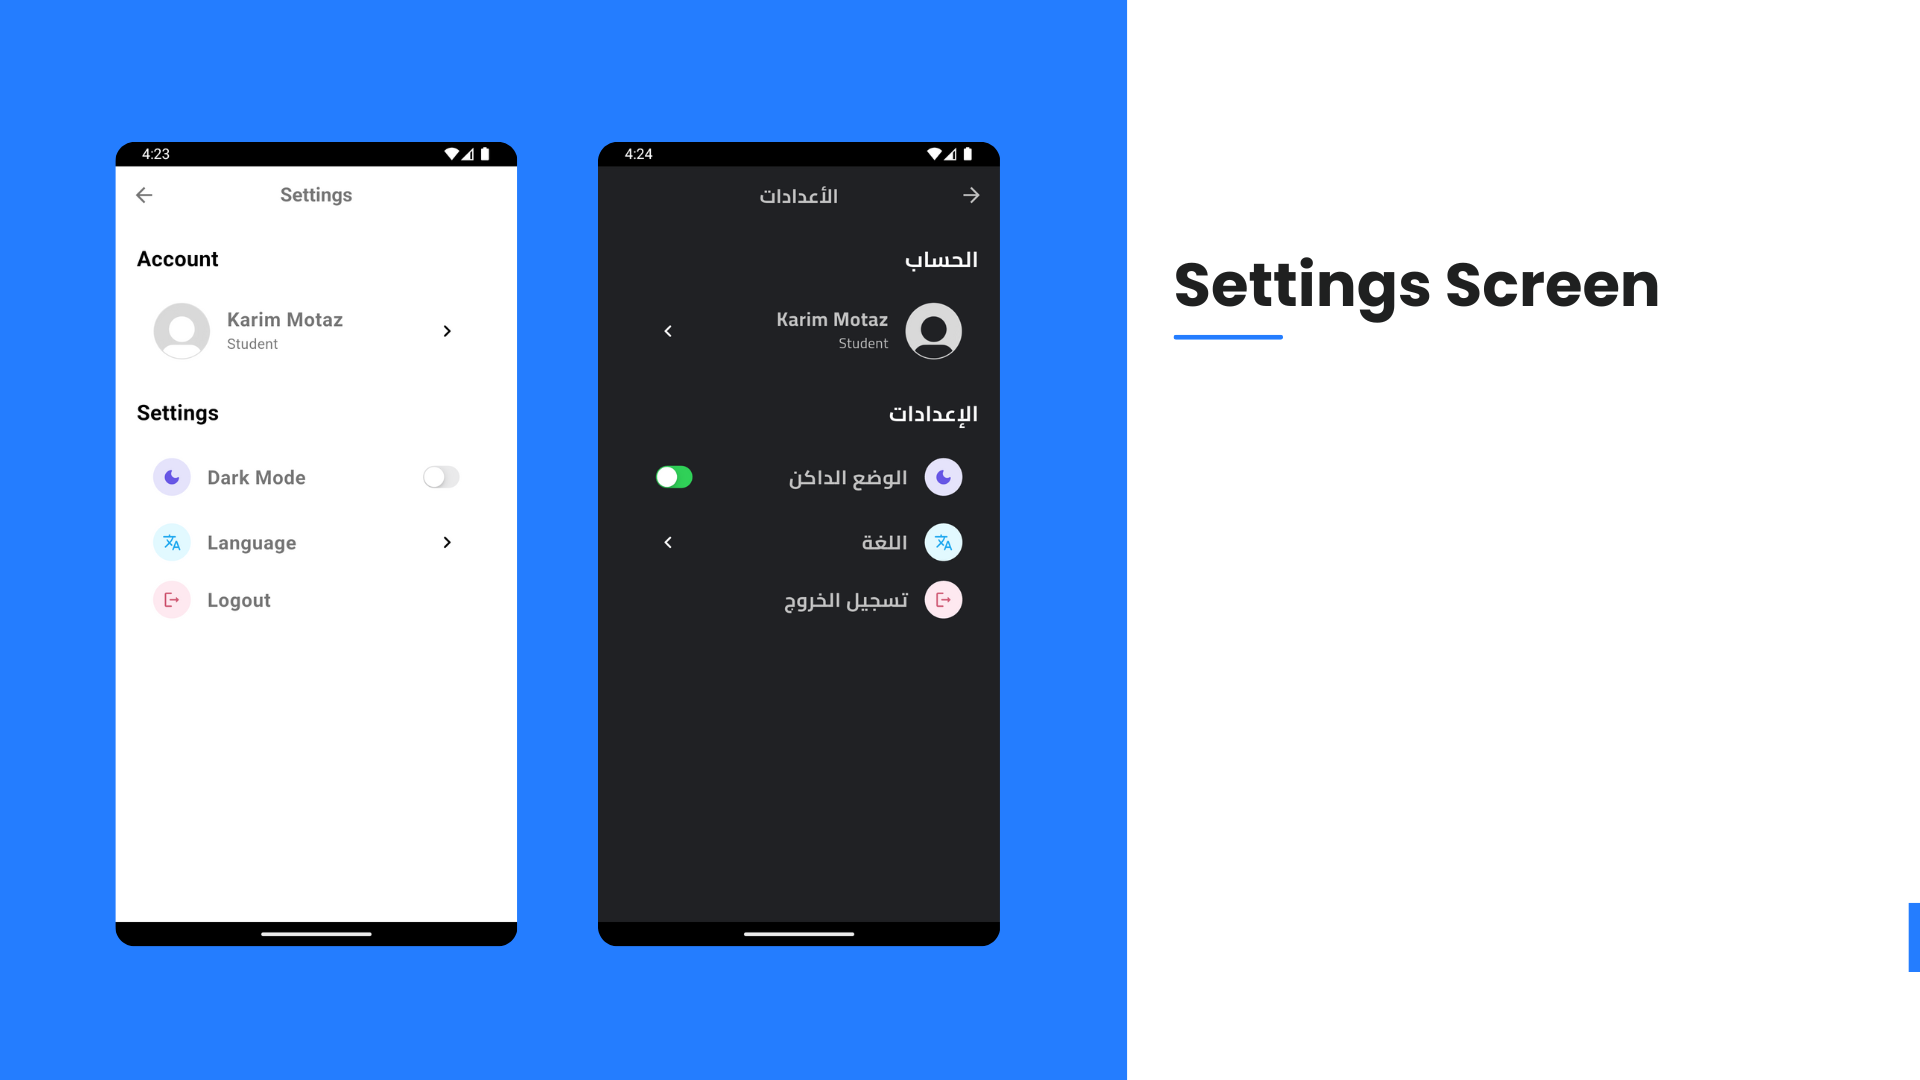 4:23
Settings
Account
Karim Motaz
Student
Settings
Dark Mode
Language
Logout
4:24
الأعدادات
الحساب
Karim Motaz
Student
الإعدادات
الوضع الداكن
اللغة
تسجيل الخروج
Settings Screen